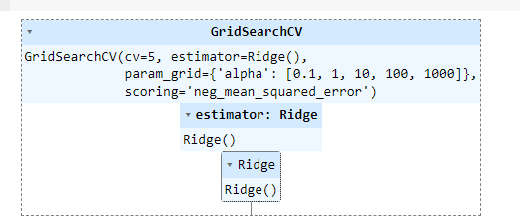 GridSearchCV
GridSearchCV(cv=5, estimator=Ridge(),
param_grid={'alpha': [0.1, 1, 10, 100, 1000]},
scoring='neg_mean_squared_error')
estimator: Ridge
Ridge()
Ridge
Ridge()